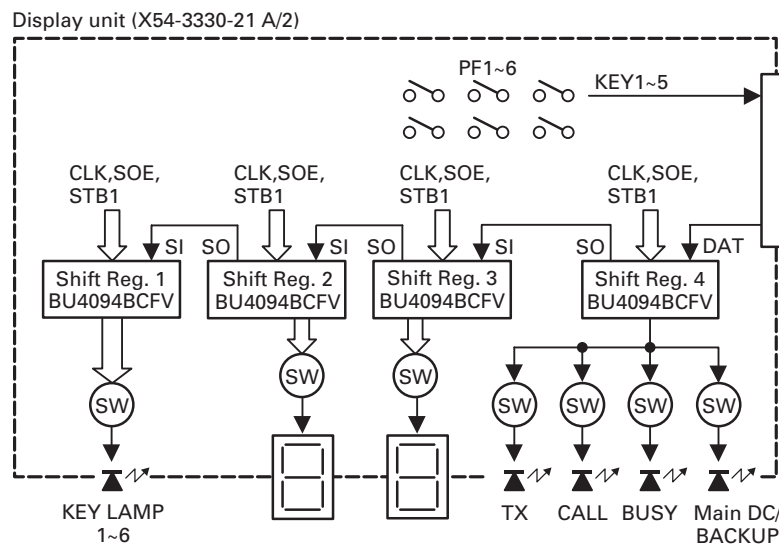 Display unit (X54-3330-21 A/2)
PF1~6
KEY1~5
CLK,SOE,
STB1
CLK,SOE,
STB1
CLK,SOE,
STB1
CLK,SOE,
STB1
SI
SO
SI
SO
SI
SO
DAT
Shift Reg. 1
BU4094BCFV
Shift Reg. 2
BU4094BCFV
Shift Reg. 3
BU4094BCFV
Shift Reg. 4
BU4094BCFV
SW
SW
SW
SW
SW
SW
SW
KEY LAMP
1~6
TX
CALL
BUSY
Main DC/
BACKUP